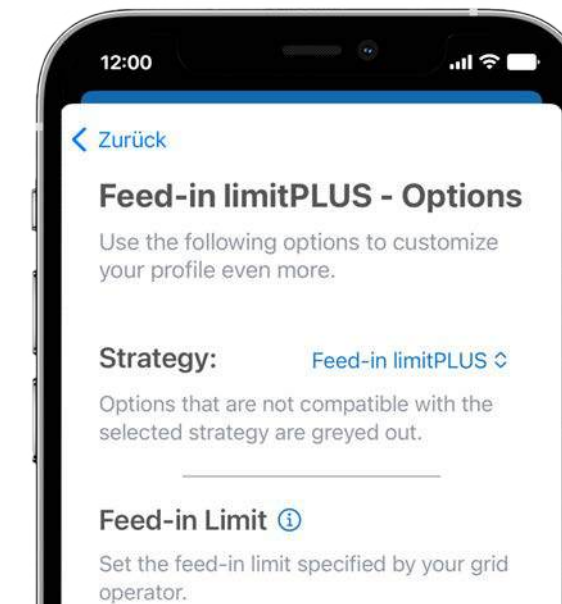 12:00
Zurück
Feed-in limitPLUS - Options
Use the following options to customize
your profile even more.
Strategy: Feed-in limitPLUS
Options that are not compatible with the
selected strategy are greyed out.
Feed-in Limit
Set the feed-in limit specified by your grid
operator.